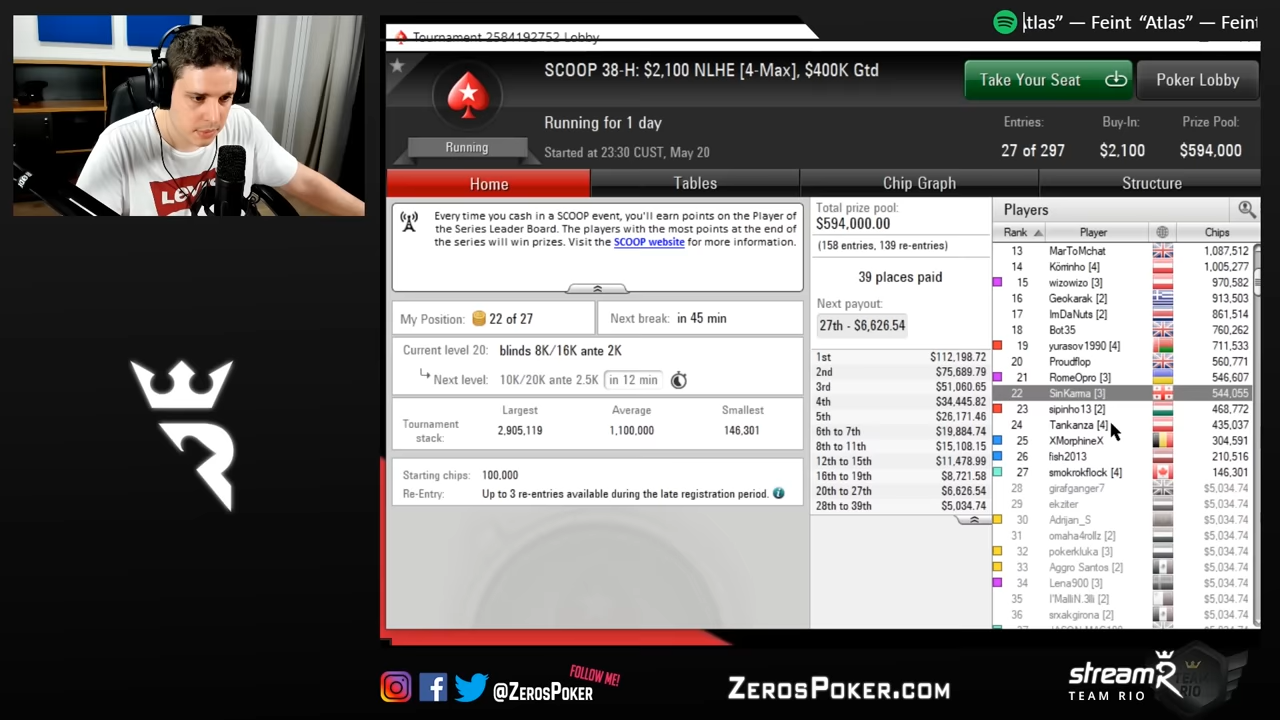 tlas” — Feint “Atlas” — Feint
LEVI'S
Tournament 2584192752 Lobby
SCOOP 38-H: $2,100 NLHE [4-Max], $400K Gtd
Take Your Seat
Poker Lobby
Running for 1 day
Running
Started at 23:30 CUST, May 20
Entries: Buy-In: Prize Pool:
27 of 297 $2,100 $594,000
Home Tables Chip Graph Structure
Every time you cash in a SCOOP event, you'll earn points on the Player of
the Series Leader Board. The players with the most points at the end of
the series will win prizes. Visit the SCOOP website for more information.
My Position: 22 of 27
Next break: in 45 min
Current level 20: blinds 8K/16K ante 2K
Next level: 10K/20K ante 2.5K in 12 min
Largest Average Smallest
Tournament stack: 2,905,119 1,100,000 146,301
Starting chips: 100,000
Re-Entry: Up to 3 re-entries available during the late registration period.
Total prize pool:
$594,000.00
(158 entries, 139 re-entries)
39 places paid
Next payout:
27th - $6,626.54
1st $112,198.72
2nd $75,689.79
3rd $51,060.65
4th $34,445.82
5th $26,171.46
6th to 7th $19,884.74
8th to 11th $15,108.15
12th to 15th $11,478.99
16th to 19th $8,721.58
20th to 27th $6,626.54
28th to 39th $5,034.74
Players
Rank Player Chips
13 MarToMchat 1,087,512
14 Körrinho [4] 1,005,277
15 wizowizo [3] 970,582
16 Geokarak [2] 913,503
17 ImDaNuts [2] 861,514
18 Bot35 760,262
19 yurasov1990 [4] 711,533
20 Proudflop 560,771
21 RomeOpro [3] 546,607
22 SinKarma [3] 544,055
23 sipinho13 [2] 468,772
24 Tankanza [4] 435,037
25 XMorphineX 304,591
26 fish2013 210,516
27 smokrokflock [4] 146,301
28 girafganger7 $5,034.74
29 ekziter $5,034.74
30 Adrijan_S $5,034.74
31 omaha4rollz [2] $5,034.74
32 pokerkluka [3] $5,034.74
33 Aggro Santos [2] $5,034.74
34 Lena900 [3] $5,034.74
35 I'MalliN.3lli [2] $5,034.74
36 srxakgirona [2] $5,034.74
FOLLOW ME!
@ZerosPoker
ZerosPoker.com
streamR
TEAM RIO